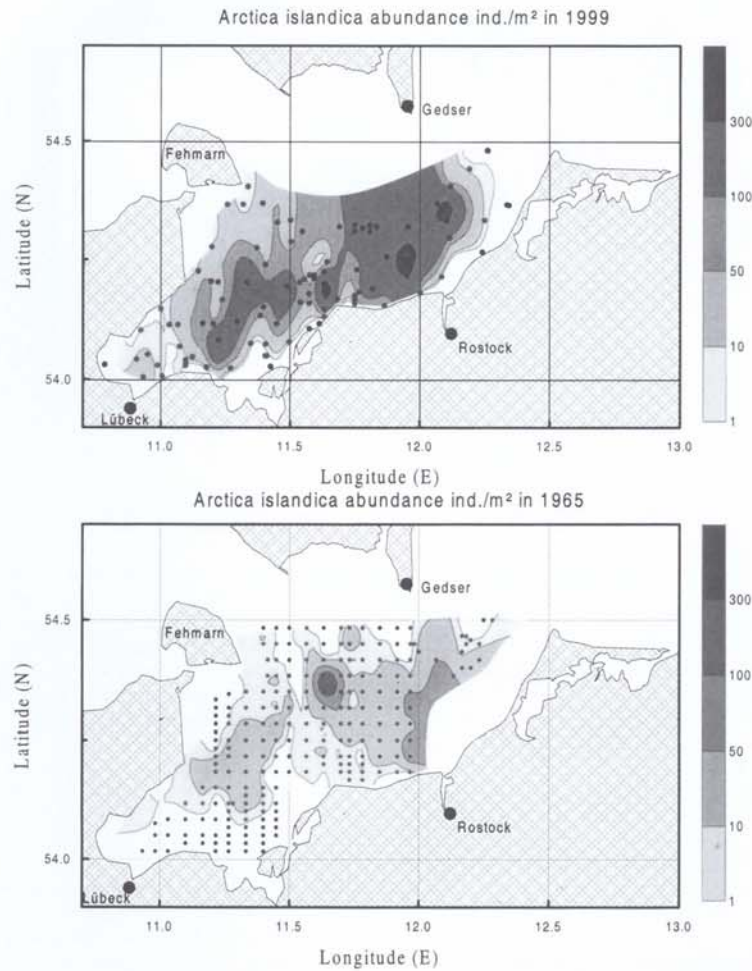 Arctica islandica abundance ind./m² in 1999
Gedser
300
54.5
Fehmarn
100
Latitude (N)
50
10
Rostock
54.0
Lübeck
1
11.0 11.5 12.0 12.5 13.0
Longitude (E)
Arctica islandica abundance ind./m² in 1965
Gedser
300
54.5
Fehmarn
100
Latitude (N)
50
10
Rostock
54.0
Lübeck
1
11.0 11.5 12.0 12.5 13.0
Longitude (E)